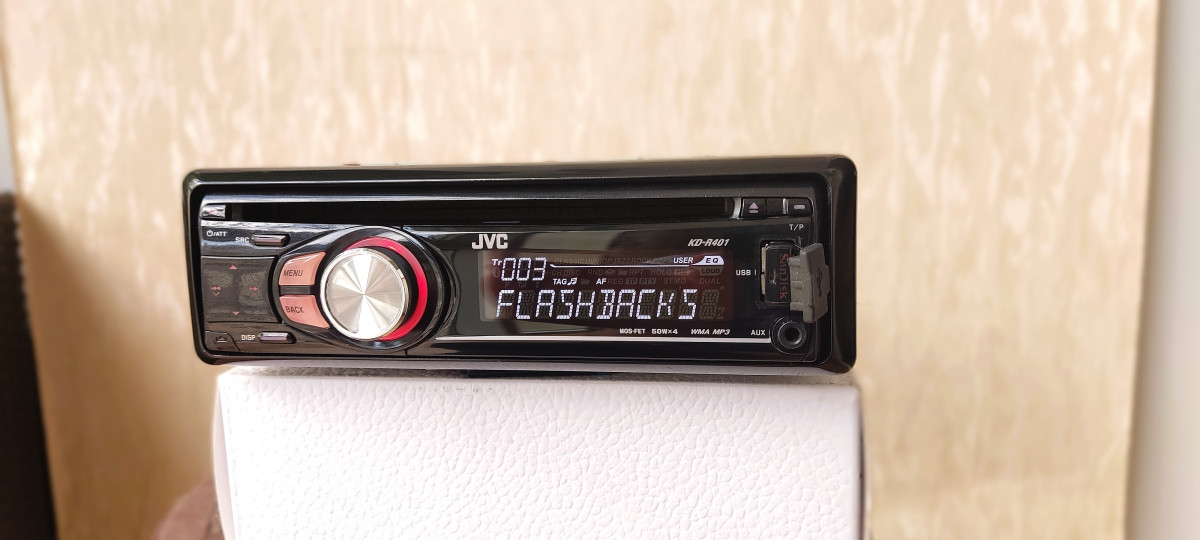 ⏻/ATT
SRC
MENU
BACK
DISP
JVC
KD-R401
T/P
Tr 003
USER EQ
LOUD
TAG AF
FLASHBACKS
MOS-FET 50W×4 WMA MP3
USB
SanDisk
AUX